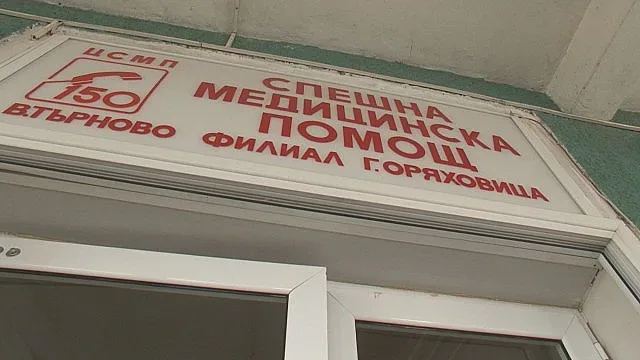 ЦСМП
150
В.ТЪРНОВО
СПЕШНА
МЕДИЦИНСКА
ПОМОЩ
ФИЛИАЛ Г.ОРЯХОВИЦА